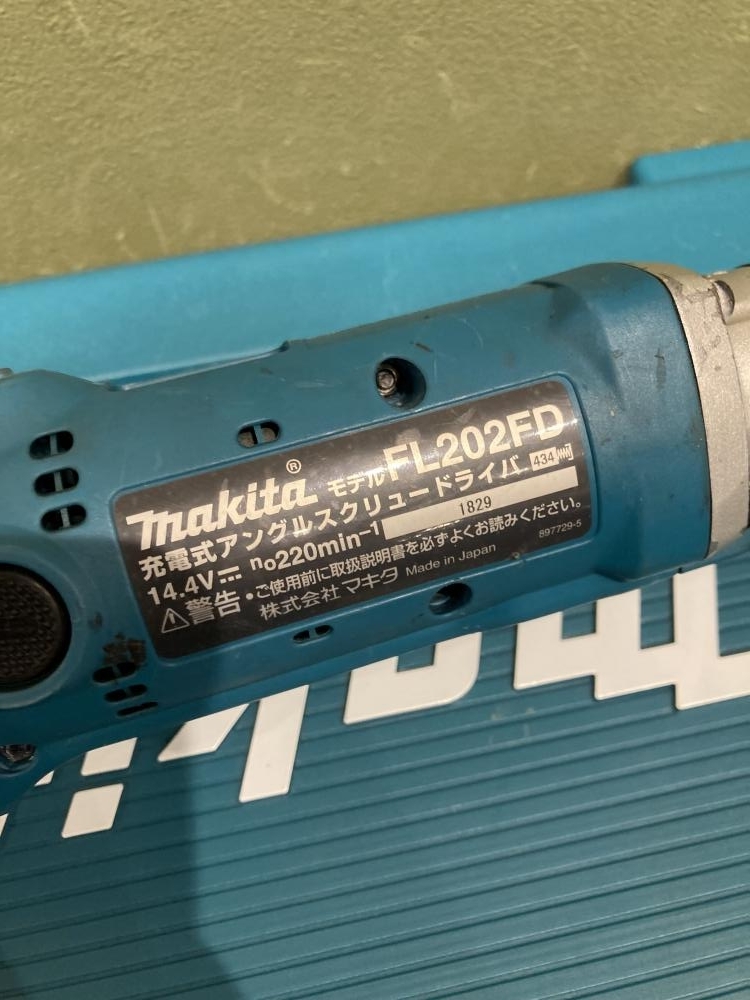 makita® モデル FL202FD
充電式アングルスクリュードライバ 434
14.4V⎓ n₀220min⁻¹ 1829
⚠警告・ご使用前に取扱説明書を必ずよくお読みください。
株式会社 マキタ Made in Japan 897729-5